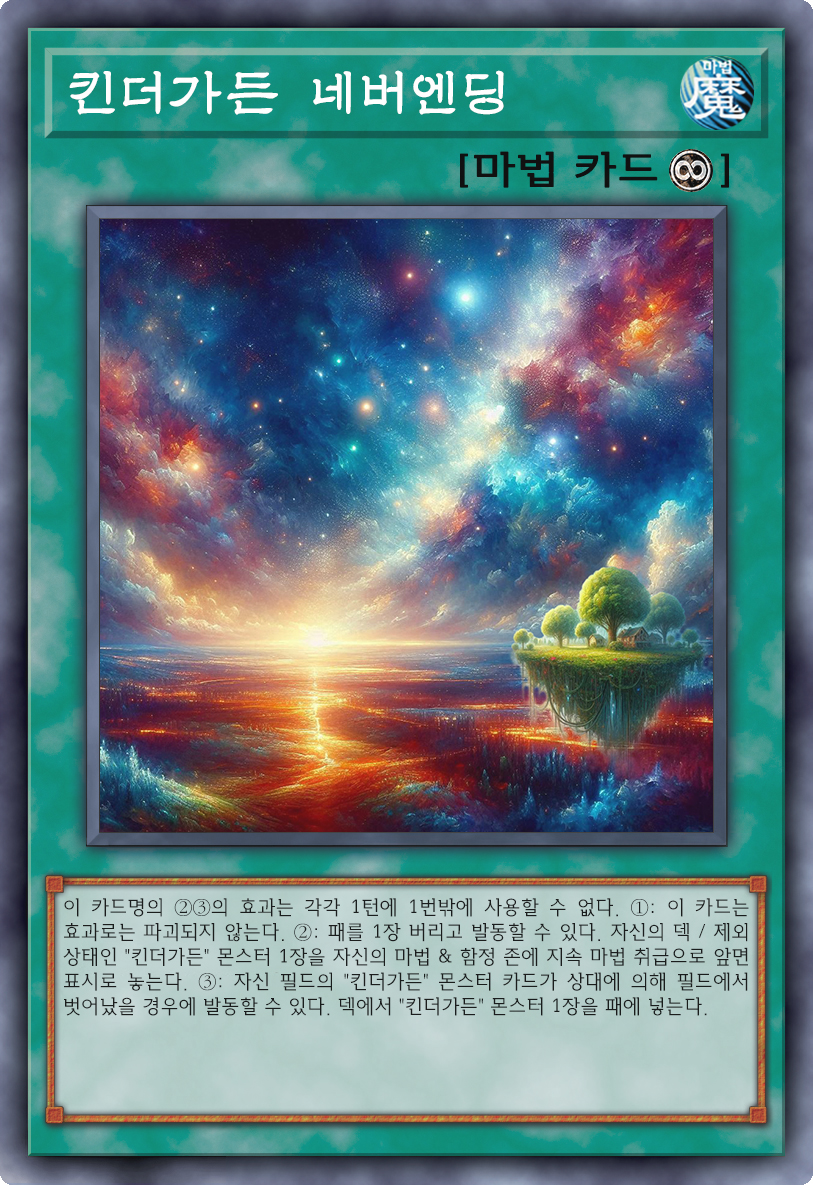 킨더가든 네버엔딩
마법
魔
[마법 카드 ∞]
이 카드명의 ②③의 효과는 각각 1턴에 1번밖에 사용할 수 없다. ①: 이 카드는
효과로는 파괴되지 않는다. ②: 패를 1장 버리고 발동할 수 있다. 자신의 덱 / 제외
상태인 "킨더가든" 몬스터 1장을 자신의 마법 & 함정 존에 지속 마법 취급으로 앞면
표시로 놓는다. ③: 자신 필드의 "킨더가든" 몬스터 카드가 상대에 의해 필드에서
벗어났을 경우에 발동할 수 있다. 덱에서 "킨더가든" 몬스터 1장을 패에 넣는다.